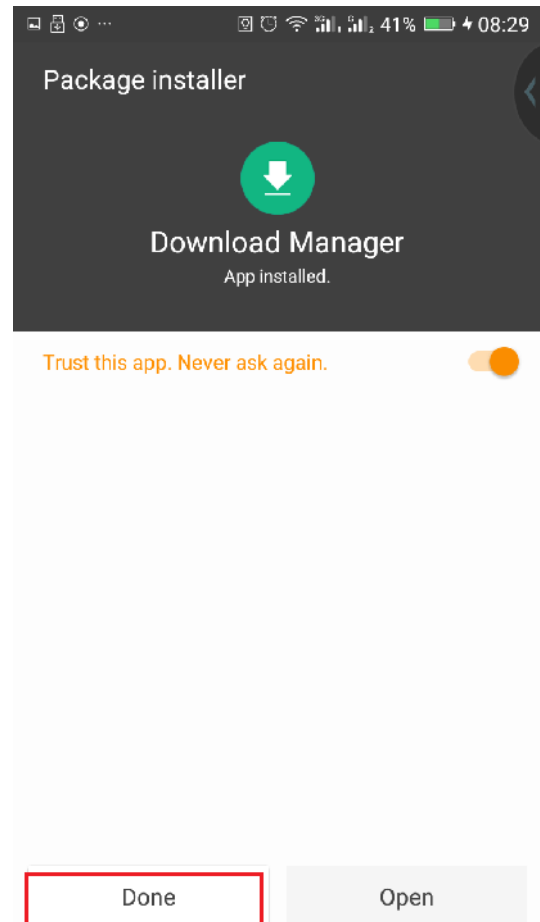 41% 08:29
Package installer
Download Manager
App installed.
Trust this app. Never ask again.
Done
Open